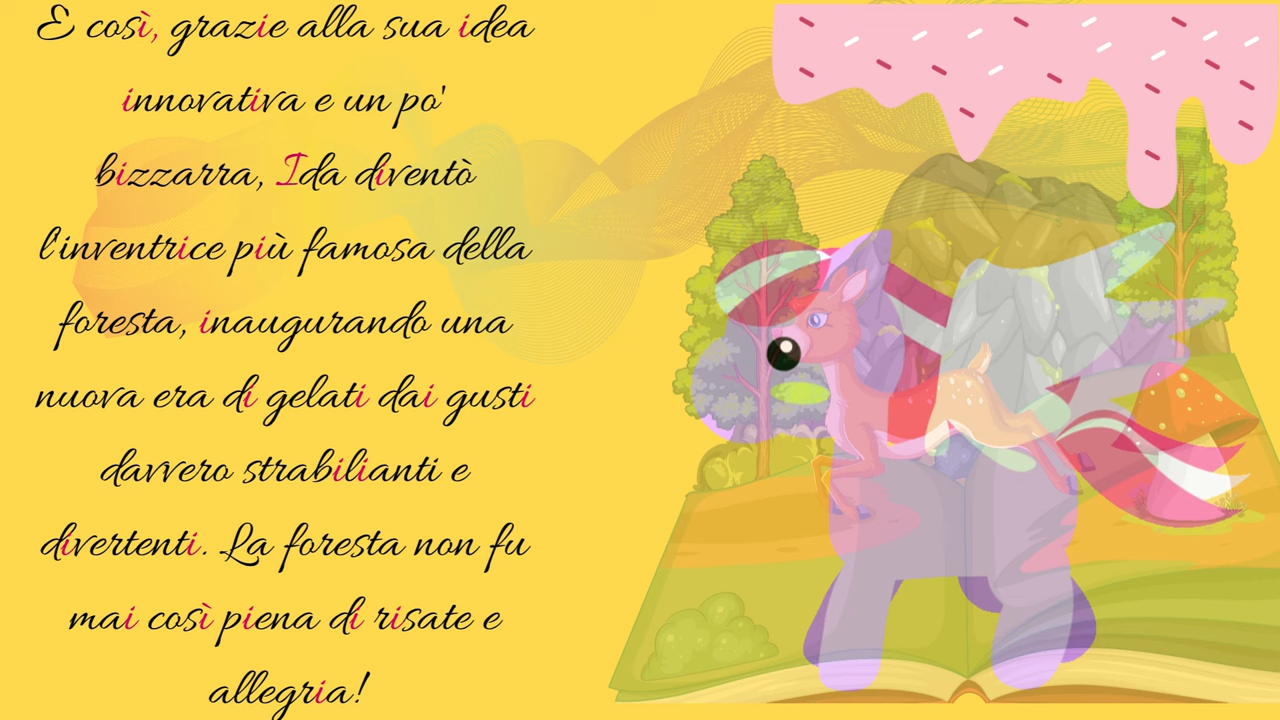 E così, grazie alla sua idea
innovativa e un po'
bizzarra, Ida diventò
l'inventrice più famosa della
foresta, inaugurando una
nuova era di gelati dai gusti
davvero strabilianti e
divertenti. La foresta non fu
mai così piena di risate e
allegria!